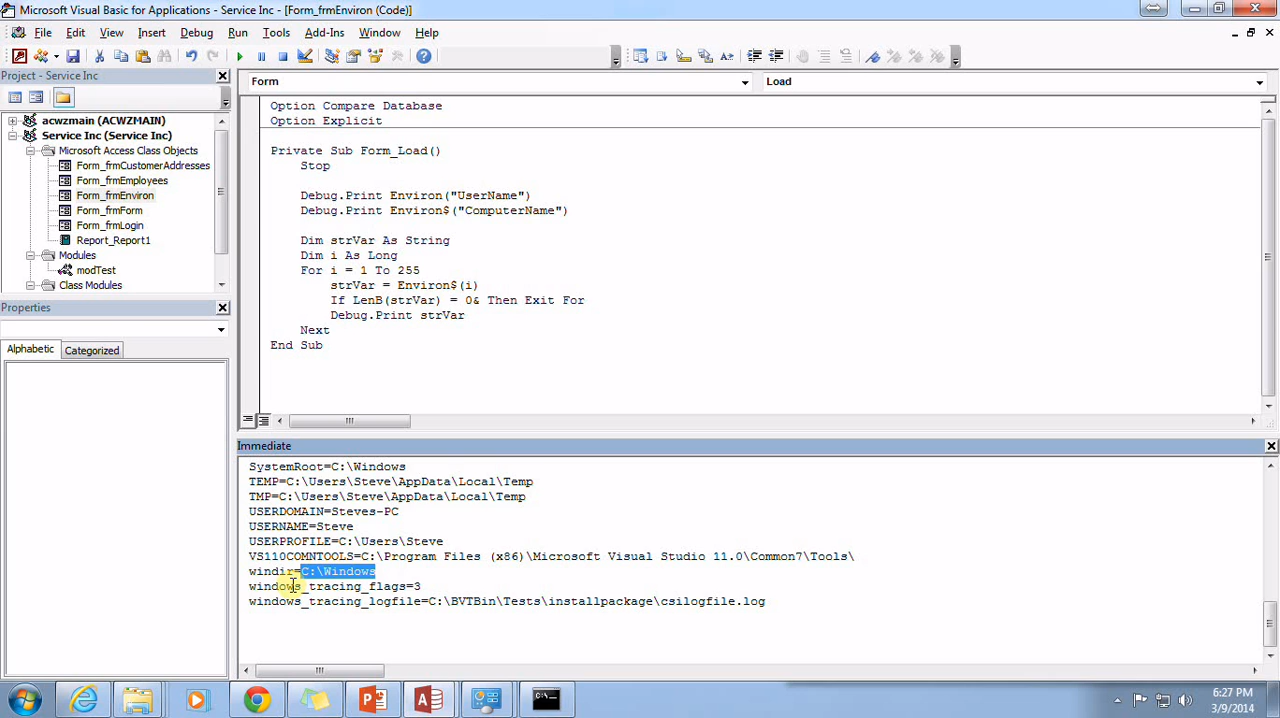 Microsoft Visual Basic for Applications - Service Inc - [Form_frmEnviron (Code)]
File Edit View Insert Format Debug Run Tools Add-Ins Window Help
Project - Service Inc
Form
Load
acwzmain (ACWZMAIN)
Service Inc (Service Inc)
Microsoft Access Class Objects
Form_frmCustomerAddresses
Form_frmEmployees
Form_frmEnviron
Form_frmForm
Form_frmLogin
Report_Report1
Modules
modTest
Class Modules
Properties
Alphabetic Categorized
Option Compare Database
Option Explicit
Private Sub Form_Load()
Stop
Debug.Print Environ("UserName")
Debug.Print Environ$("ComputerName")
Dim strVar As String
Dim i As Long
For i = 1 To 255
strVar = Environ$(i)
If LenB(strVar) = 0& Then Exit For
Debug.Print strVar
Next
End Sub
Immediate
SystemRoot=C:\Windows
TEMP=C:\Users\Steve\AppData\Local\Temp
TMP=C:\Users\Steve\AppData\Local\Temp
USERDOMAIN=Steves-PC
USERNAME=Steve
USERPROFILE=C:\Users\Steve
VS110COMNTOOLS=C:\Program Files (x86)\Microsoft Visual Studio 11.0\Common7\Tools\
windir=C:\Windows
windows_tracing_flags=3
windows_tracing_logfile=C:\BVTBin\Tests\installpackage\csilogfile.log
6:27 PM
3/9/2014